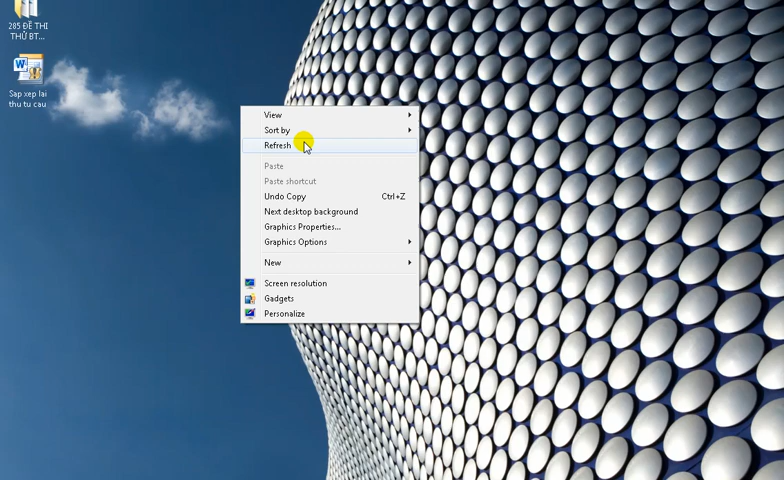 285 ĐỀ THI
THỬ BT...
Sap xep lai
thu tu cau
View
Sort by
Refresh
Paste
Paste shortcut
Undo Copy Ctrl+Z
Next desktop background
Graphics Properties...
Graphics Options
New
Screen resolution
Gadgets
Personalize